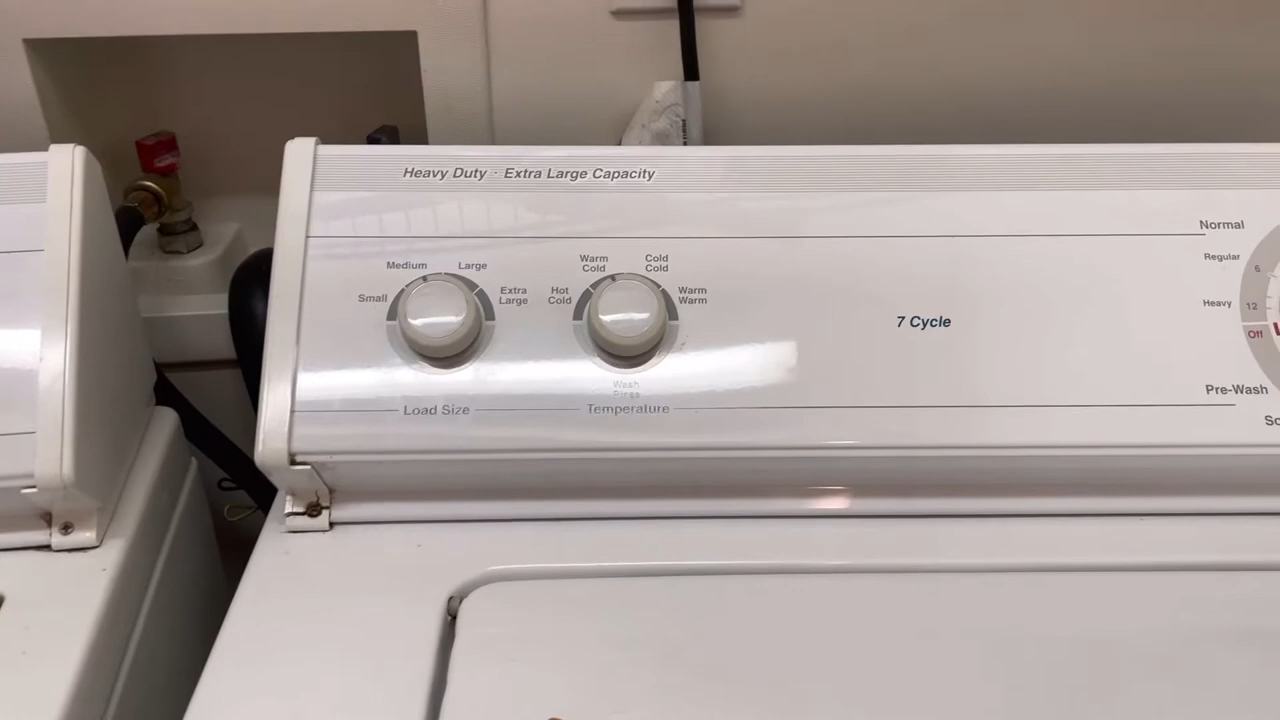 Heavy Duty · Extra Large Capacity
Normal
Regular
6
Heavy
12
Off
Pre-Wash
Small
Medium
Large
Extra
Large
Load Size
Hot
Cold
Warm
Cold
Cold
Cold
Warm
Warm
Wash
Rinse
Temperature
7 Cycle